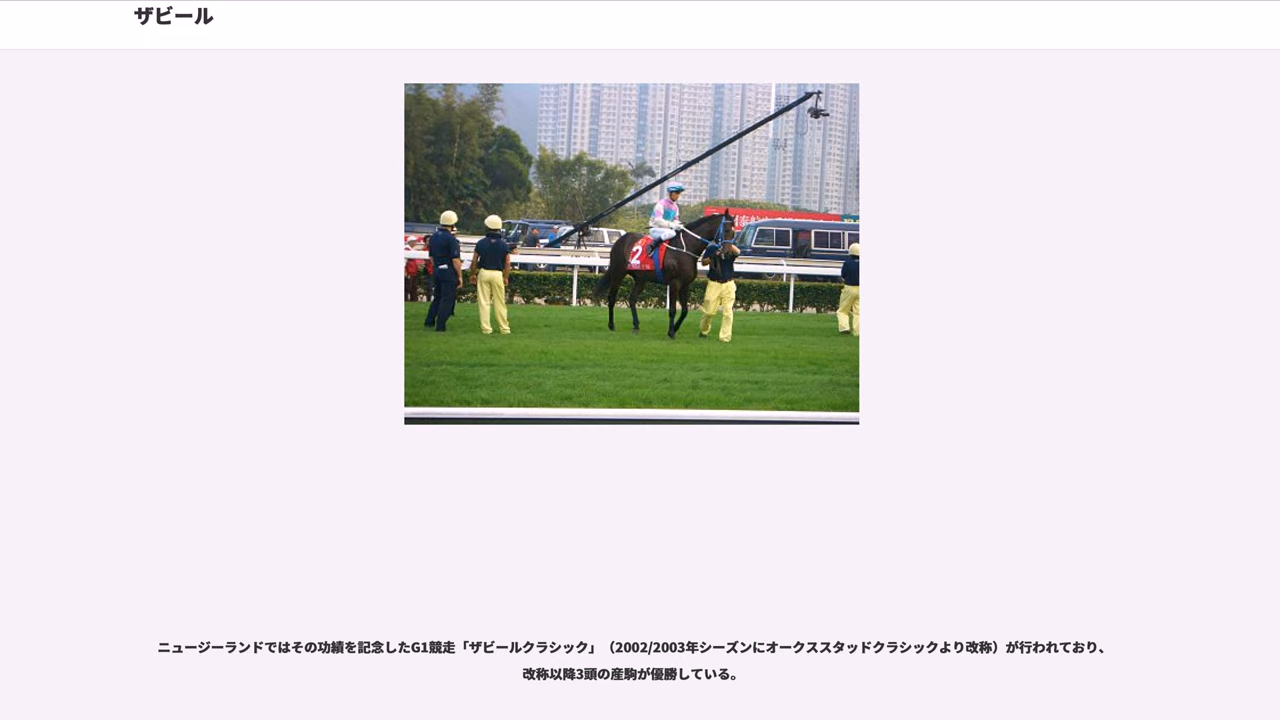 ザビール
2
ニュージーランドではその功績を記念したG1競走「ザビールクラシック」（2002/2003年シーズンにオークススタッドクラシックより改称）が行われており、
改称以降3頭の産駒が優勝している。